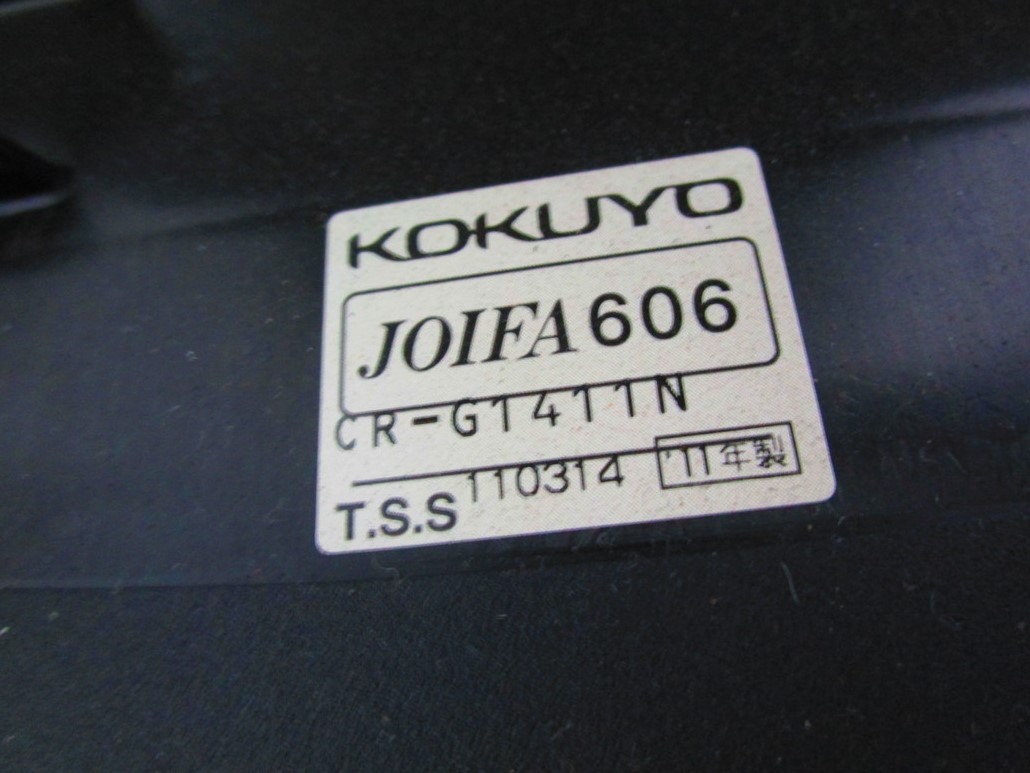 KOKUYO
JOIFA 606
CR-G1411N
T.S.S 110314 '11年製